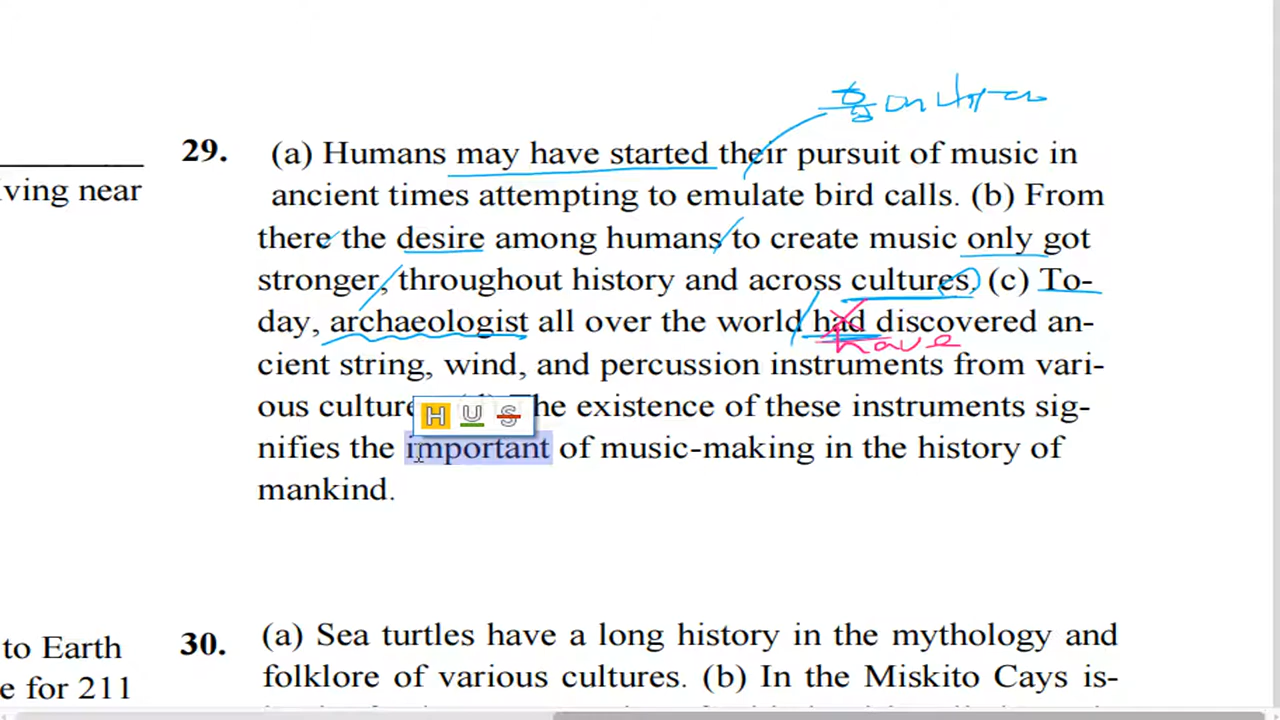 29. (a) Humans may have started their pursuit of music in
iving near
ancient times attempting to emulate bird calls. (b) From
there the desire among humans to create music only got
stronger, throughout history and across cultures. (c) To-
day, archaeologist all over the world had discovered an-
have
cient string, wind, and percussion instruments from vari-
ous culture The existence of these instruments sig-
H U S
nifies the important of music-making in the history of
mankind.
30. (a) Sea turtles have a long history in the mythology and
to Earth
folklore of various cultures. (b) In the Miskito Cays is-
e for 211